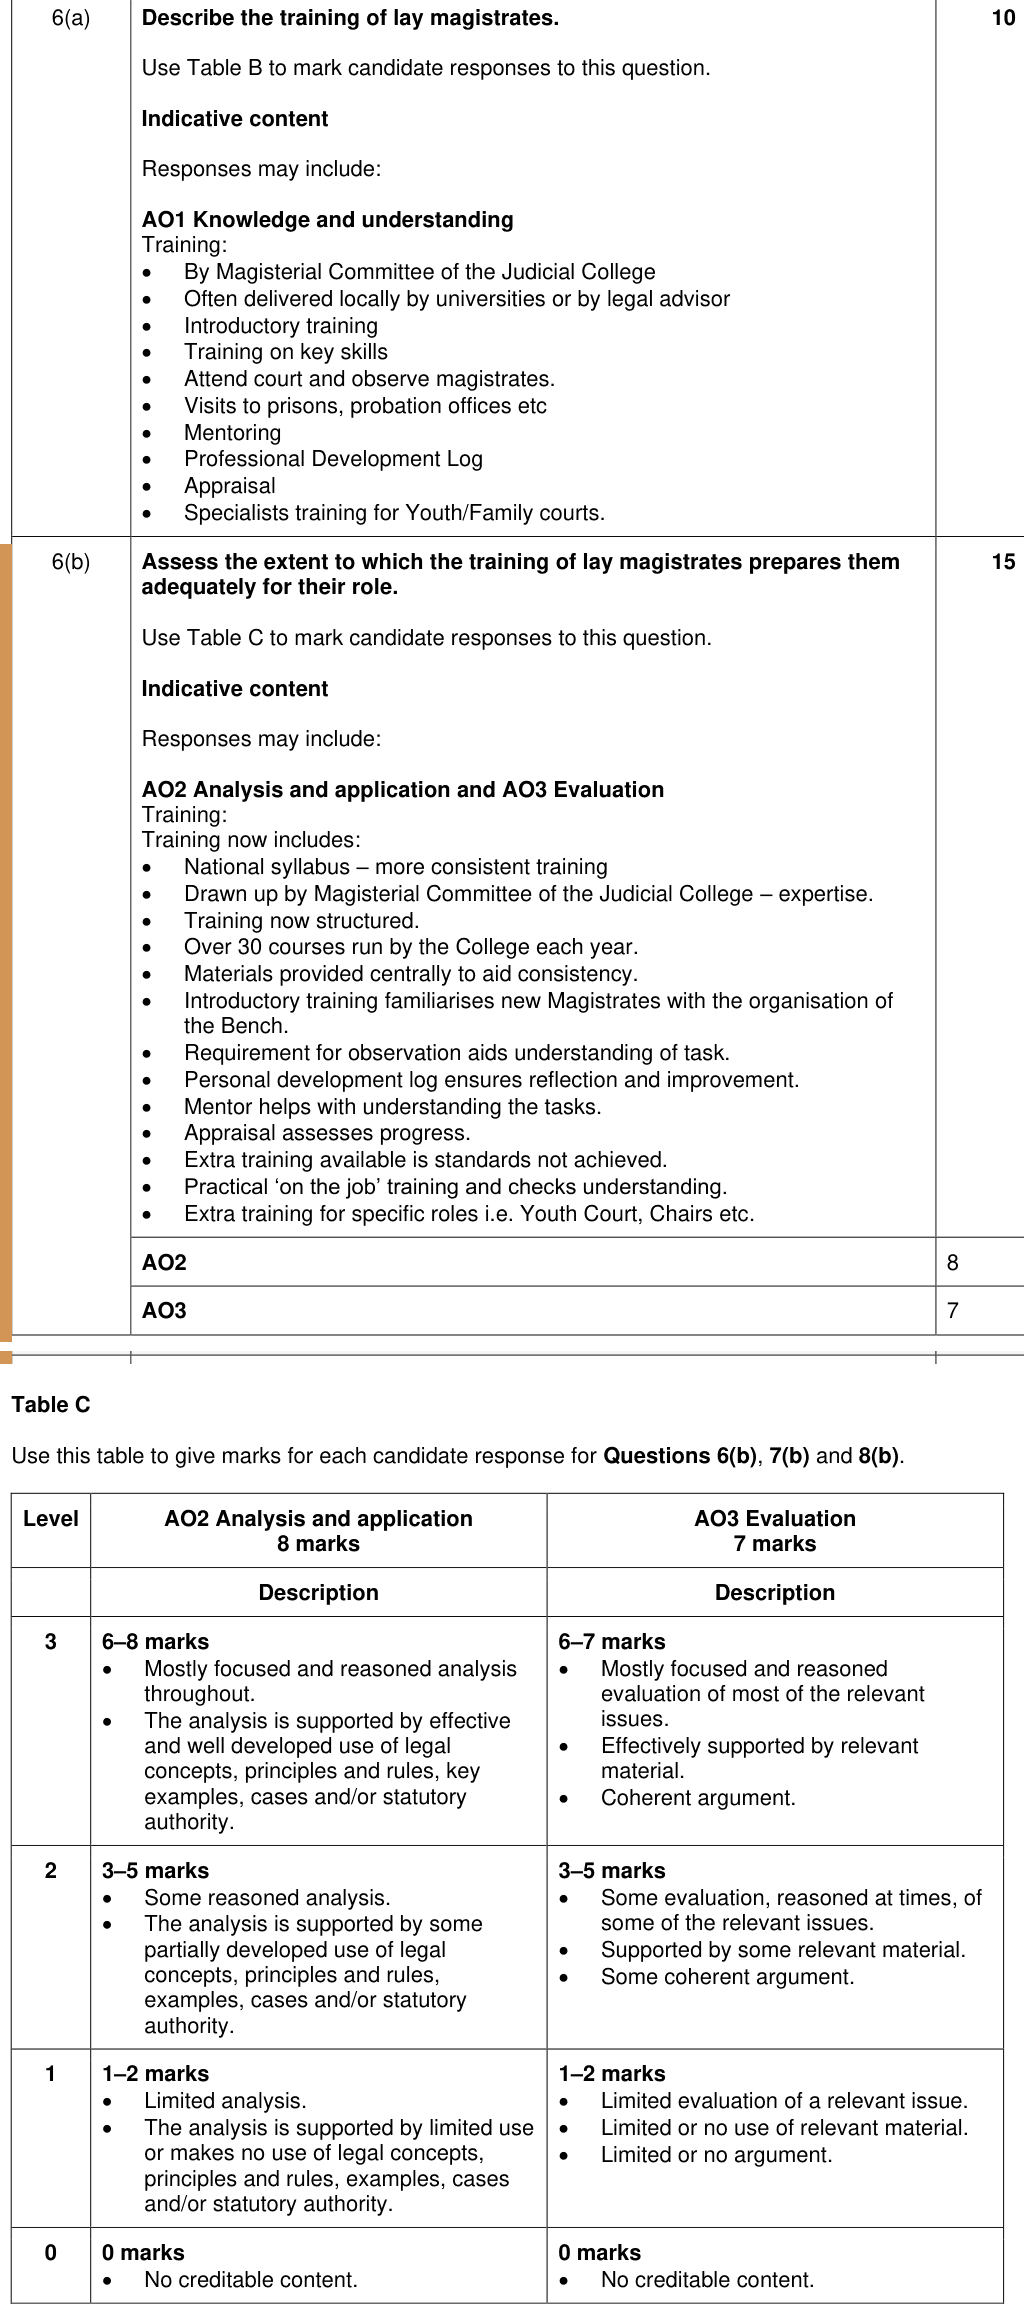 6(a)
Describe the training of lay magistrates.
10
Use Table B to mark candidate responses to this question.
Indicative content
Responses may include:
AO1 Knowledge and understanding
Training:
• By Magisterial Committee of the Judicial College
• Often delivered locally by universities or by legal advisor
• Introductory training
• Training on key skills
• Attend court and observe magistrates.
• Visits to prisons, probation offices etc
• Mentoring
• Professional Development Log
• Appraisal
• Specialists training for Youth/Family courts.
6(b)
Assess the extent to which the training of lay magistrates prepares them
adequately for their role.
15
Use Table C to mark candidate responses to this question.
Indicative content
Responses may include:
AO2 Analysis and application and AO3 Evaluation
Training:
Training now includes:
• National syllabus – more consistent training
• Drawn up by Magisterial Committee of the Judicial College – expertise.
• Training now structured.
• Over 30 courses run by the College each year.
• Materials provided centrally to aid consistency.
• Introductory training familiarises new Magistrates with the organisation of
the Bench.
• Requirement for observation aids understanding of task.
• Personal development log ensures reflection and improvement.
• Mentor helps with understanding the tasks.
• Appraisal assesses progress.
• Extra training available is standards not achieved.
• Practical ‘on the job’ training and checks understanding.
• Extra training for specific roles i.e. Youth Court, Chairs etc.
AO2
8
AO3
7
Table C
Use this table to give marks for each candidate response for Questions 6(b), 7(b) and 8(b).
Level
AO2 Analysis and application
8 marks
AO3 Evaluation
7 marks
Description
Description
3
6–8 marks
• Mostly focused and reasoned analysis
throughout.
• The analysis is supported by effective
and well developed use of legal
concepts, principles and rules, key
examples, cases and/or statutory
authority.
6–7 marks
• Mostly focused and reasoned
evaluation of most of the relevant
issues.
• Effectively supported by relevant
material.
• Coherent argument.
2
3–5 marks
• Some reasoned analysis.
• The analysis is supported by some
partially developed use of legal
concepts, principles and rules,
examples, cases and/or statutory
authority.
3–5 marks
• Some evaluation, reasoned at times, of
some of the relevant issues.
• Supported by some relevant material.
• Some coherent argument.
1
1–2 marks
• Limited analysis.
• The analysis is supported by limited use
or makes no use of legal concepts,
principles and rules, examples, cases
and/or statutory authority.
1–2 marks
• Limited evaluation of a relevant issue.
• Limited or no use of relevant material.
• Limited or no argument.
0
0 marks
• No creditable content.
0 marks
• No creditable content.